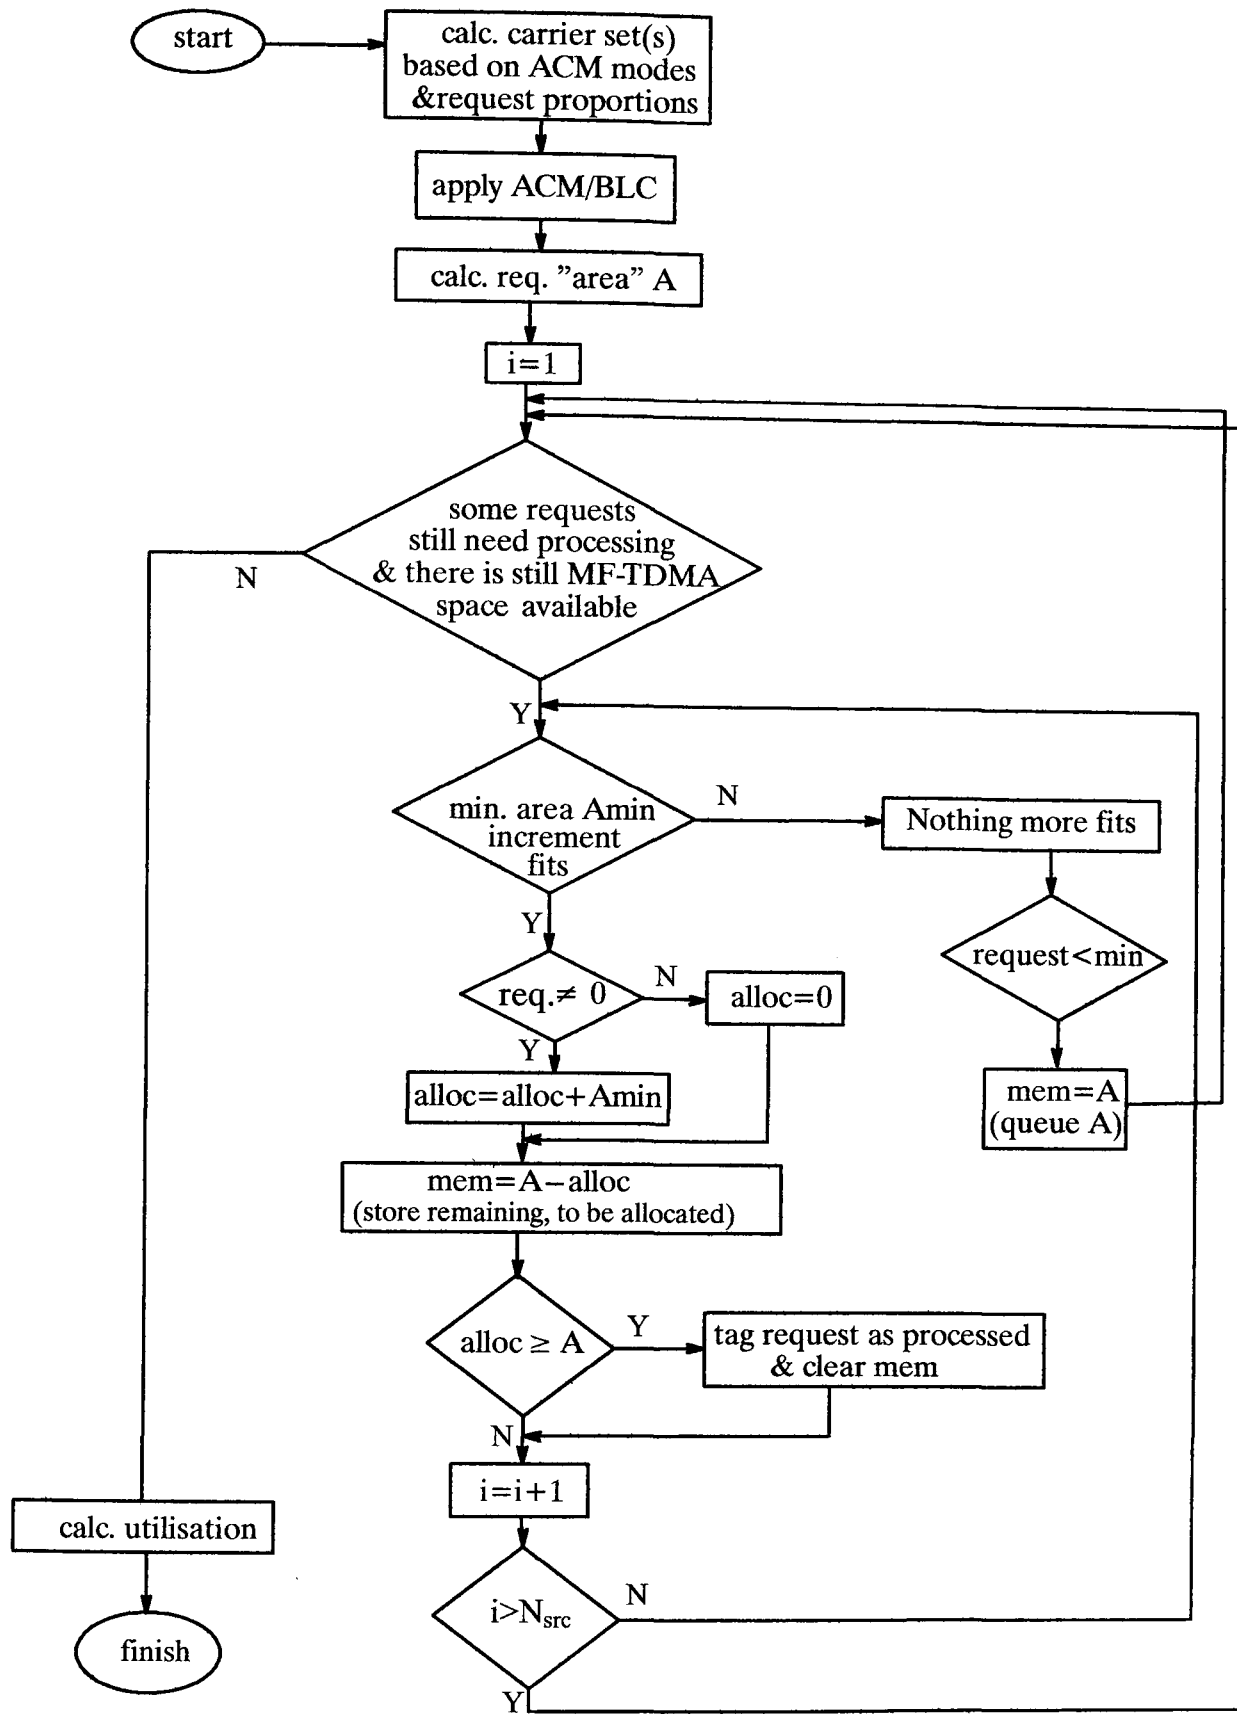 start
calc. carrier set(s)
based on ACM modes
&request proportions
apply ACM/BLC
calc. req. ”area” A
i=1
some requests
still need processing
& there is still MF-TDMA
space available
N
Y
min. area Amin
increment
fits
N
Nothing more fits
request<min
mem=A
(queue A)
Y
req.≠ 0
N
alloc=0
Y
alloc=alloc+Amin
mem=A−alloc
(store remaining, to be allocated)
alloc ≥ A
Y
tag request as processed
& clear mem
N
i=i+1
i>Nsrc
N
Y
calc. utilisation
finish